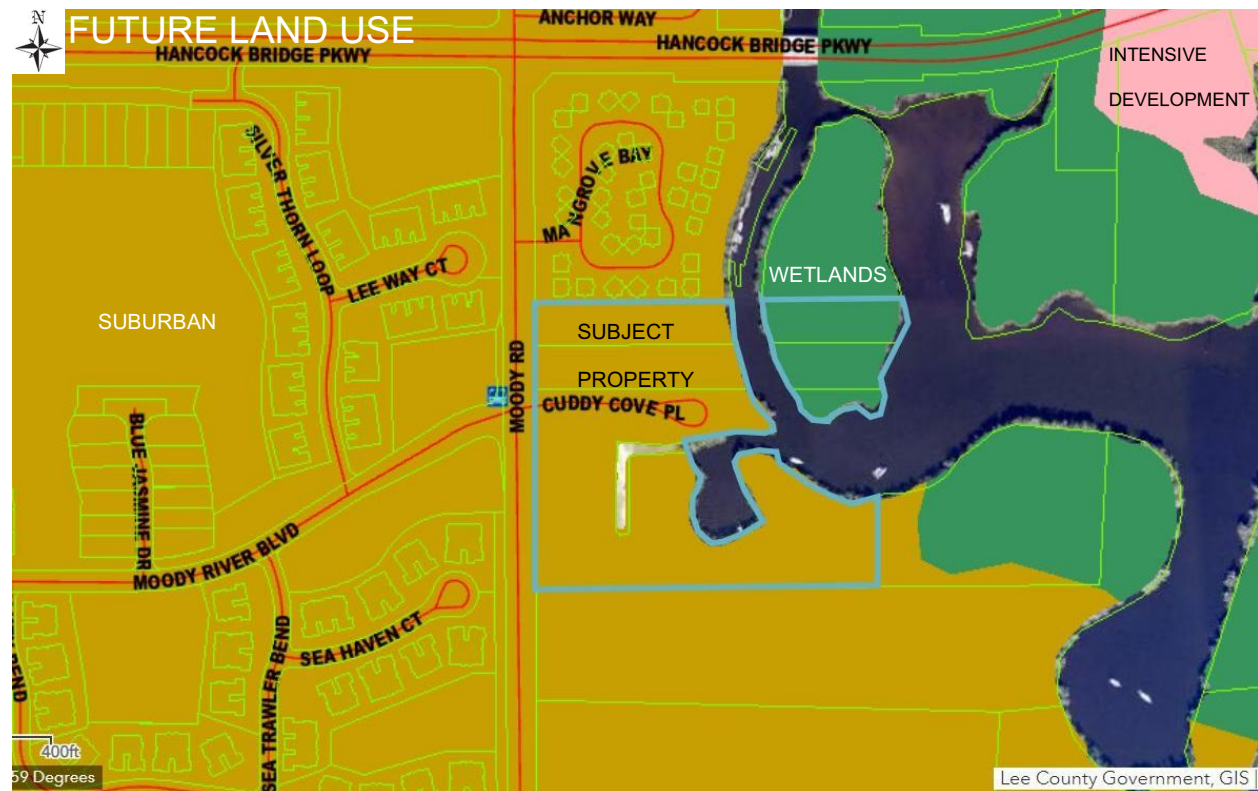 N
FUTURE LAND USE
ANCHOR WAY
HANCOCK BRIDGE PKWY
HANCOCK BRIDGE PKWY
INTENSIVE
DEVELOPMENT
SILVER THORN LOOP
MANGROVE BAY
LEE WAY CT
WETLANDS
SUBURBAN
SUBJECT
PROPERTY
MOODY RD
CUDDY COVE PL
BLUE JASMINE DR
MOODY RIVER BLVD
SEA HAVEN CT
SEA TRAWLER BEND
BEND
400ft
59 Degrees
Lee County Government, GIS